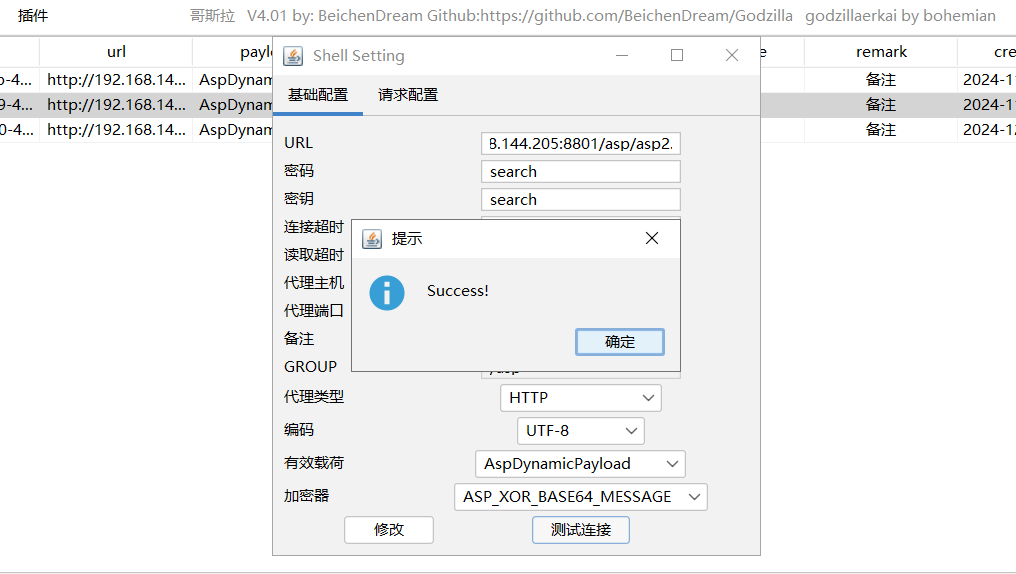 插件
哥斯拉 V4.01 by: BeichenDream Github:https://github.com/BeichenDream/Godzilla godzillaerkai by bohemian
url
remark
http://192.168.14... AspDynam 备注 2024-1
9-4... http://192.168.14... AspDynam 备注 2024-1
0-4... http://192.168.14... AspDynam 备注 2024-12
Shell Setting
基础配置 请求配置
URL 8.144.205:8801/asp/asp2.
密码 search
密钥 search
连接超时
读取超时
代理主机
代理端口
备注
GROUP
提示
Success!
确定
代理类型 HTTP
编码 UTF-8
有效载荷 AspDynamicPayload
加密器 ASP_XOR_BASE64_MESSAGE
修改 测试连接